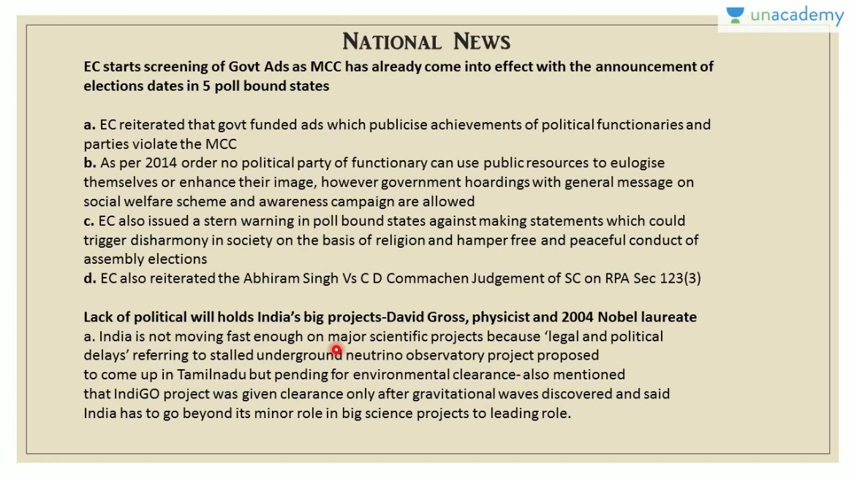 unacademy
NATIONAL NEWS
EC starts screening of Govt Ads as MCC has already come into effect with the announcement of
elections dates in 5 poll bound states
a. EC reiterated that govt funded ads which publicise achievements of political functionaries and
parties violate the MCC
b. As per 2014 order no political party of functionary can use public resources to eulogise
themselves or enhance their image, however government hoardings with general message on
social welfare scheme and awareness campaign are allowed
c. EC also issued a stern warning in poll bound states against making statements which could
trigger disharmony in society on the basis of religion and hamper free and peaceful conduct of
assembly elections
d. EC also reiterated the Abhiram Singh Vs C D Commachen Judgement of SC on RPA Sec 123(3)
Lack of political will holds India's big projects-David Gross, physicist and 2004 Nobel laureate
a. India is not moving fast enough on major scientific projects because 'legal and political
delays' referring to stalled underground neutrino observatory project proposed
to come up in Tamilnadu but pending for environmental clearance- also mentioned
that IndiGO project was given clearance only after gravitational waves discovered and said
India has to go beyond its minor role in big science projects to leading role.